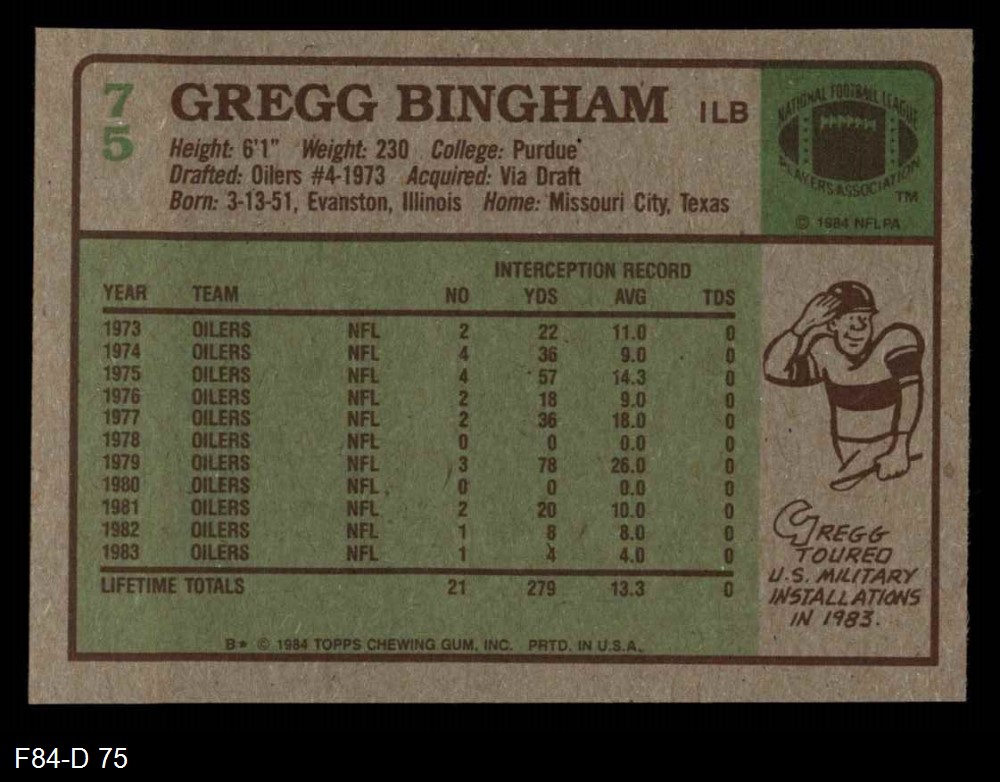 7
5
GREGG BINGHAM ILB
Height: 6'1" Weight: 230 College: Purdue
Drafted: Oilers #4-1973 Acquired: Via Draft
Born: 3-13-51, Evanston, Illinois Home: Missouri City, Texas
NATIONAL FOOTBALL LEAGUE
PLAYERS ASSOCIATION
TM
© 1984 NFLPA
INTERCEPTION RECORD
YEAR TEAM NO YDS AVG TDS
1973 OILERS NFL 2 22 11.0 0
1974 OILERS NFL 4 36 9.0 0
1975 OILERS NFL 4 57 14.3 0
1976 OILERS NFL 2 18 9.0 0
1977 OILERS NFL 2 36 18.0 0
1978 OILERS NFL 0 0 0.0 0
1979 OILERS NFL 3 78 26.0 0
1980 OILERS NFL 0 0 0.0 0
1981 OILERS NFL 2 20 10.0 0
1982 OILERS NFL 1 8 8.0 0
1983 OILERS NFL 1 4 4.0 0
LIFETIME TOTALS 21 279 13.3 0
GREGG
TOURED
U.S. MILITARY
INSTALLATIONS
IN 1983.
B* © 1984 TOPPS CHEWING GUM, INC. PRTD. IN U.S.A.
F84-D 75